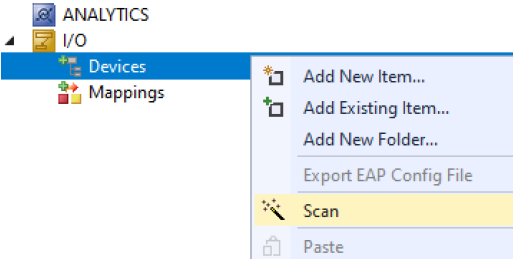 ANALYTICS
I/O
Devices
Mappings
Add New Item...
Add Existing Item...
Add New Folder...
Export EAP Config File
Scan
Paste